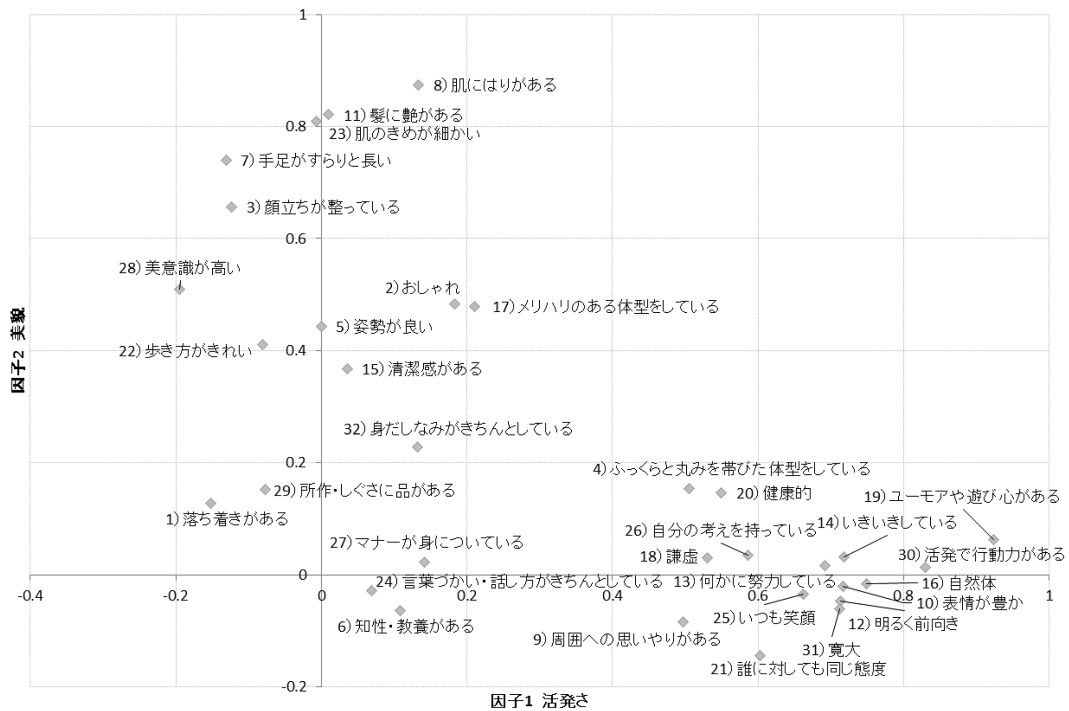 1
8) 肌にはりがある
11) 髪に艶がある
0.8
23) 肌のきめが細かい
7) 手足がすらりと長い
3) 顔立ちが整っている
0.6
28) 美意識が高い
2) おしゃれ
17) メリハリのある体型をしている
5) 姿勢が良い
因子2 美貌
22) 歩き方がきれい
0.4
15) 清潔感がある
32) 身だしなみがきちんとしている
4) ふっくらと丸みを帯びた体型をしている
0.2
29) 所作・しぐさに品がある
20) 健康的
19) ユーモアや遊び心がある
1) 落ち着きがある
26) 自分の考えを持っている
14) いきいきしている
27) マナーが身についている
18) 謙虚
30) 活発で行動力がある
0
24) 言葉づかい・話し方がきちんとしている
13) 何かに努力している
16) 自然体
-0.4
-0.2
0
0.2
0.4
0.6
0.8
1
10) 表情が豊か
6) 知性・教養がある
25) いつも笑顔
12) 明るく前向き
9) 周囲への思いやりがある
31) 寛大
21) 誰に対しても同じ態度
-0.2
因子1 活発さ